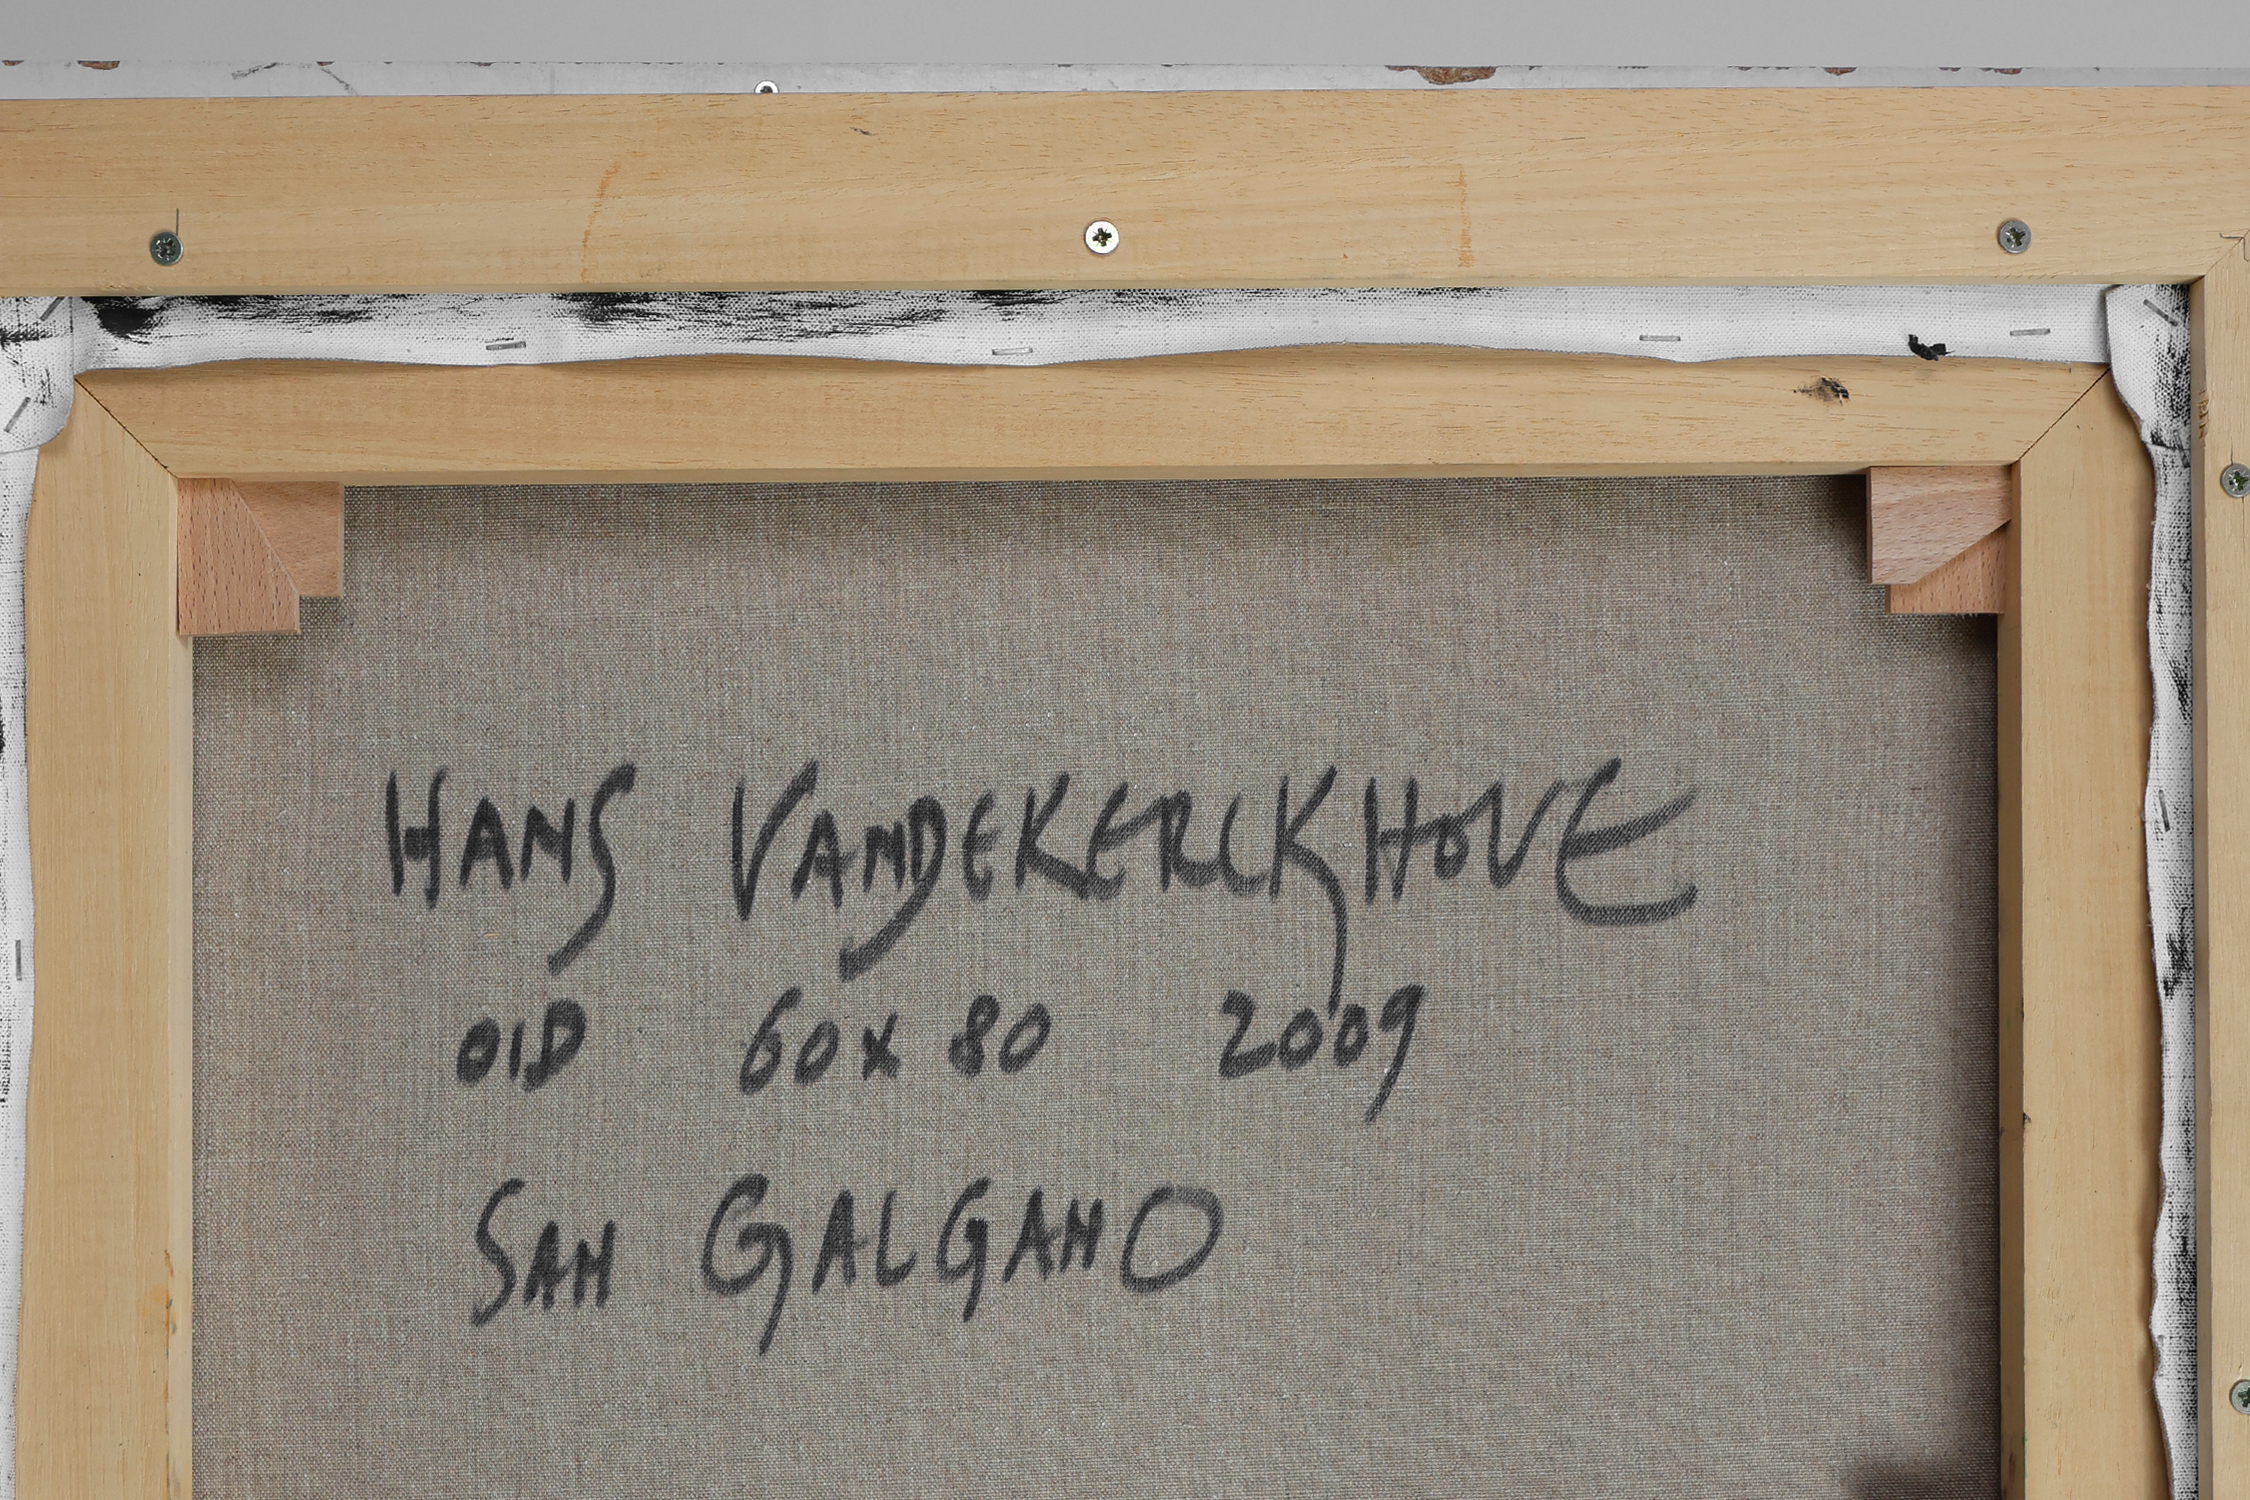 HANS VANDEKERCKHOVE
OID 60x80 2009
SAN GALGANO